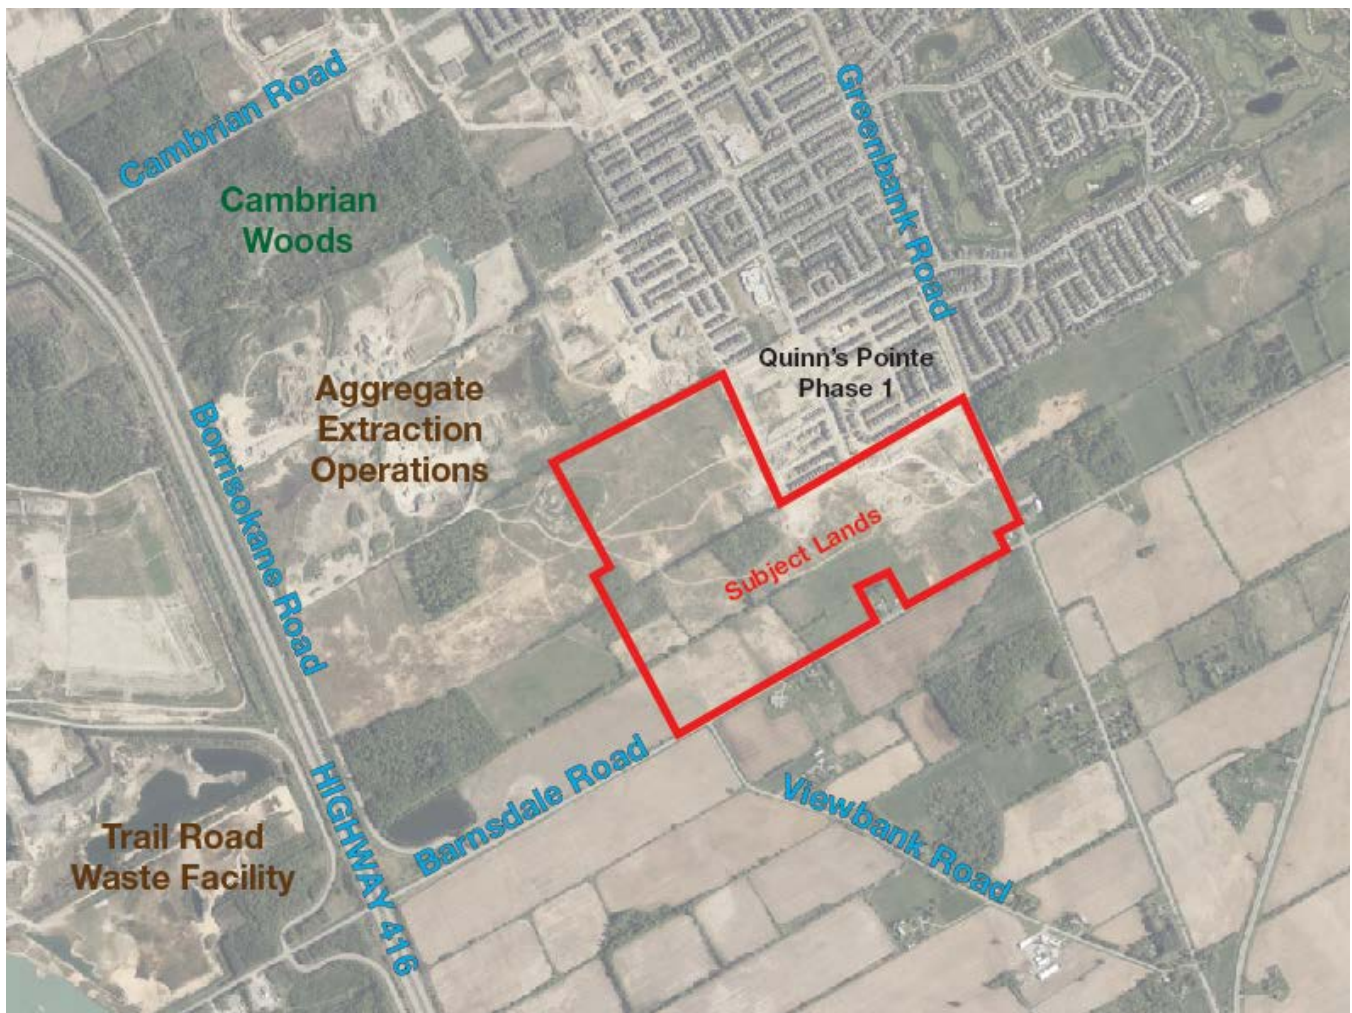 Cambrian Road
Greenbank Road
Cambrian
Woods
Quinn's Pointe
Phase 1
Aggregate
Extraction
Operations
Borrisokane Road
Subject Lands
Barnsdale Road
HIGHWAY 416
Viewbank Road
Trail Road
Waste Facility